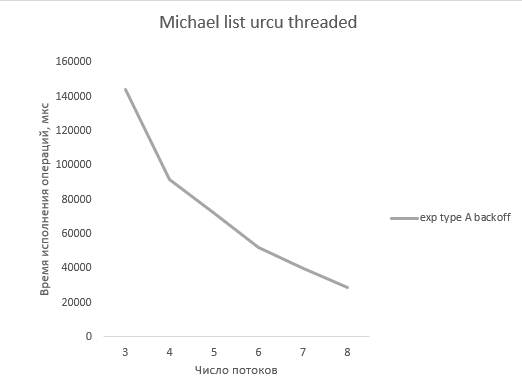 Michael list urcu threaded
160000
140000
120000
100000
80000
60000
40000
20000
0
Время исполнения операций, мкс
3 4 5 6 7 8
Число потоков
exp type A backoff